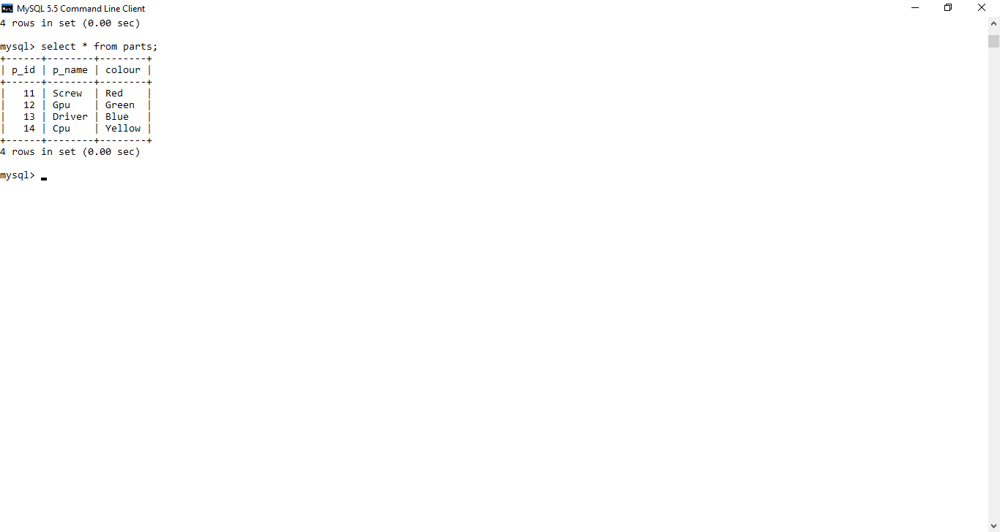 MySQL 5.5 Command Line Client
4 rows in set (0.00 sec)
mysql> select * from parts;
+------+--------+--------+
| p_id | p_name | colour |
+------+--------+--------+
|   11 | Screw  | Red    |
|   12 | Gpu    | Green  |
|   13 | Driver | Blue   |
|   14 | Cpu    | Yellow |
+------+--------+--------+
4 rows in set (0.00 sec)
mysql> _